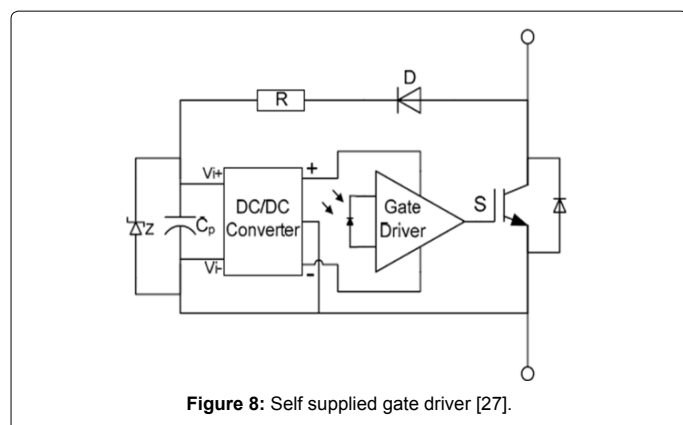 D
R
Vi+
+
DC/DC
Converter
Gate
Driver
S
Z
Cp
Vi-
-
Figure 8: Self supplied gate driver [27].